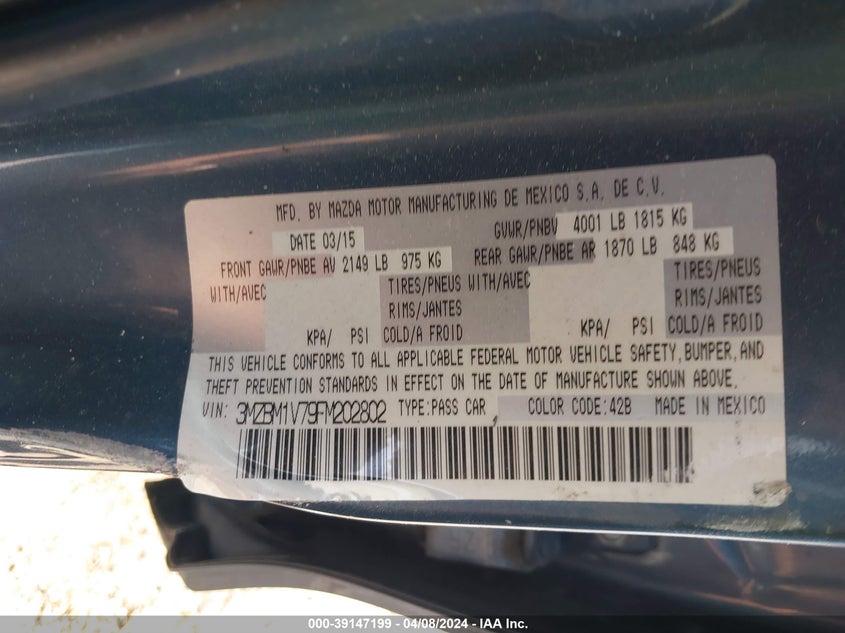 MFD. BY MAZDA MOTOR MANUFACTURING DE MEXICO S.A. DE C.V.
DATE 03/15 GVWR/PNBV 4001 LB 1815 KG
FRONT GAWR/PNBE AV 2149 LB 975 KG REAR GAWR/PNBE AR 1870 LB 848 KG
WITH/AVEC TIRES/PNEUS WITH/AVEC TIRES/PNEUS
RIMS/JANTES RIMS/JANTES
KPA/ PSI COLD/A FROID KPA/ PSI COLD/A FROID
THIS VEHICLE CONFORMS TO ALL APPLICABLE FEDERAL MOTOR VEHICLE SAFETY, BUMPER, AND
THEFT PREVENTION STANDARDS IN EFFECT ON THE DATE OF MANUFACTURE SHOWN ABOVE.
VIN: 3MZBM1V79FM202802 TYPE:PASS CAR, COLOR CODE:42B MADE IN MEXICO
000-39147199 - 04/08/2024 - IAA Inc.